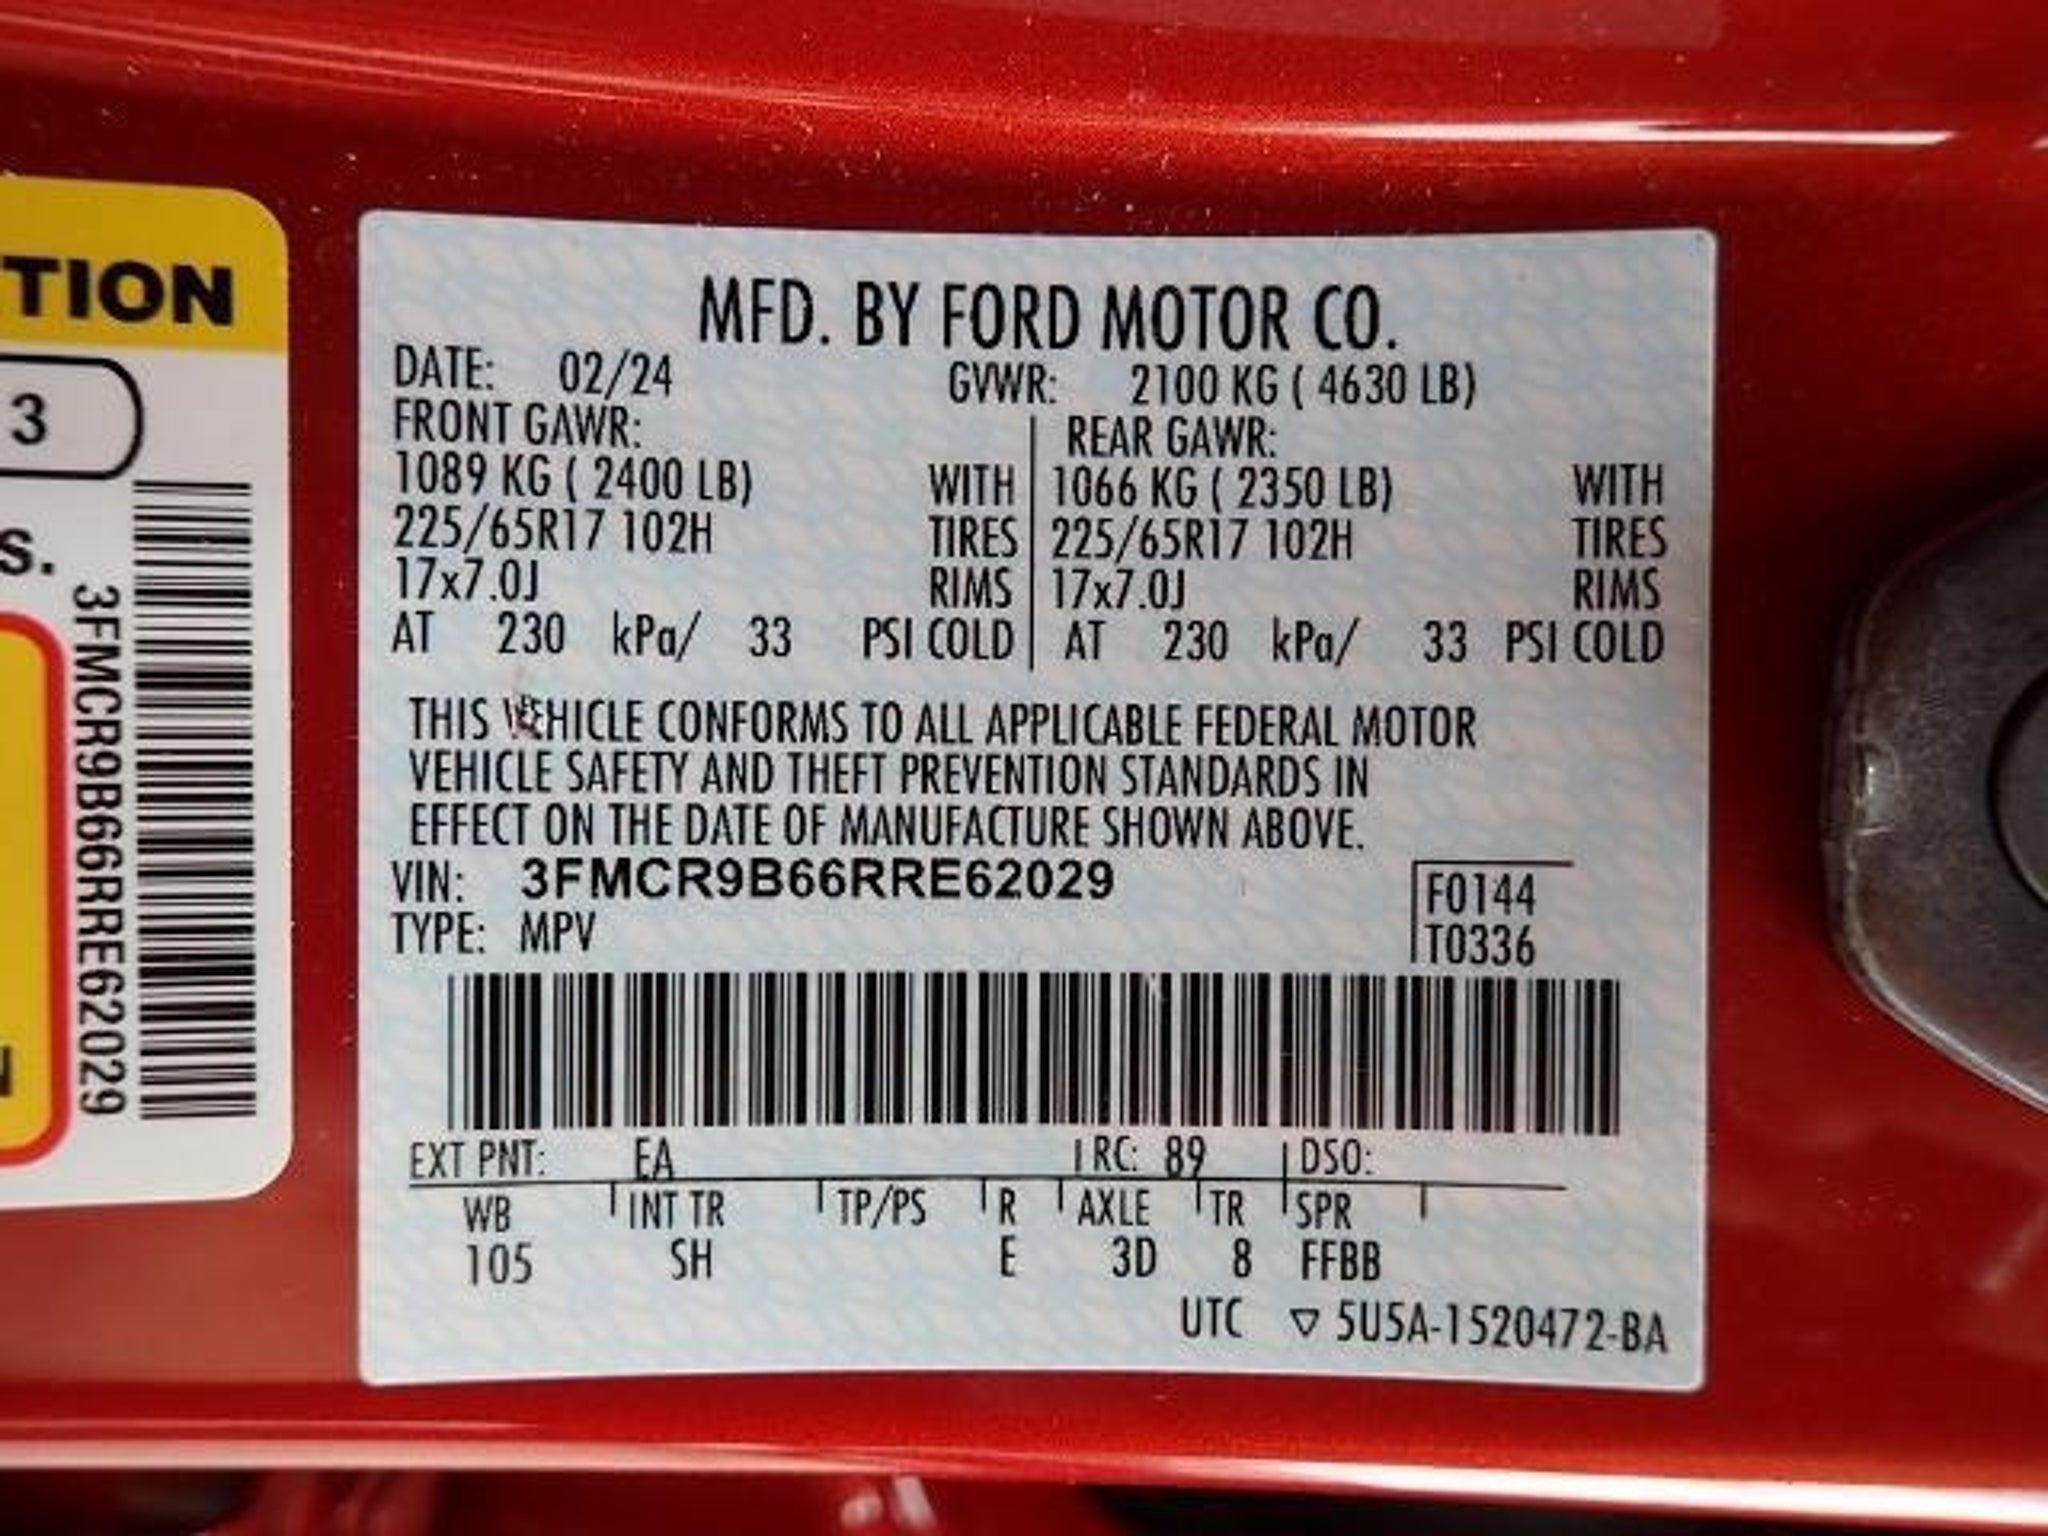 TION
3
S.
3FMCR9B66RRE62029
N
MFD. BY FORD MOTOR CO.
DATE: 02/24 GVWR: 2100 KG ( 4630 LB)
FRONT GAWR: REAR GAWR:
1089 KG ( 2400 LB) WITH 1066 KG ( 2350 LB) WITH
225/65R17 102H TIRES 225/65R17 102H TIRES
17x7.0J RIMS 17x7.0J RIMS
AT 230 kPa/ 33 PSI COLD AT 230 kPa/ 33 PSI COLD
THIS VEHICLE CONFORMS TO ALL APPLICABLE FEDERAL MOTOR
VEHICLE SAFETY AND THEFT PREVENTION STANDARDS IN
EFFECT ON THE DATE OF MANUFACTURE SHOWN ABOVE.
VIN: 3FMCR9B66RRE62029 F0144
TYPE: MPV T0336
EXT PNT: EA RC: 89 DSO:
WB INT TR TP/PS R AXLE TR SPR
105 SH E 3D 8 FFBB
UTC ▽ 5U5A-1520472-BA